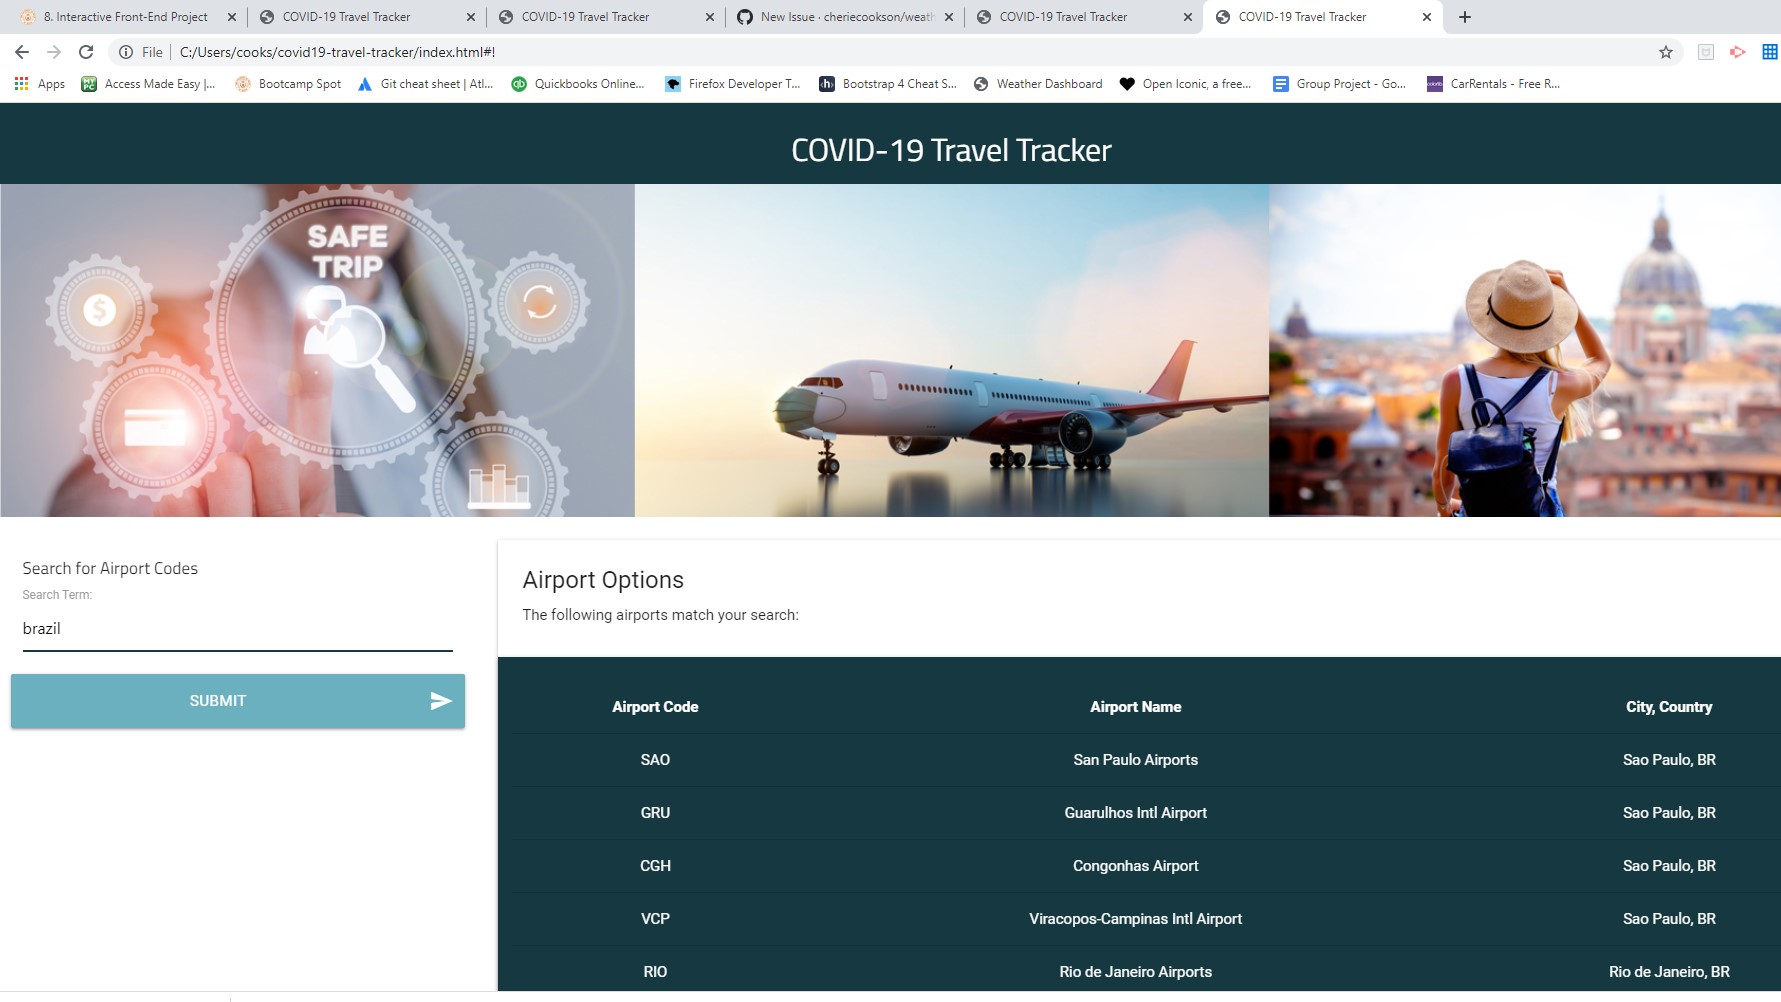 8. Interactive Front-End Project
COVID-19 Travel Tracker
COVID-19 Travel Tracker
New Issue · cheriecookson/weath
COVID-19 Travel Tracker
COVID-19 Travel Tracker
File
C:/Users/cooks/covid19-travel-tracker/index.html#!
Apps
Access Made Easy |...
Bootcamp Spot
Git cheat sheet | Atl...
Quickbooks Online...
Firefox Developer T...
Bootstrap 4 Cheat S...
Weather Dashboard
Open Iconic, a free...
Group Project - Go...
CarRentals - Free R...
COVID-19 Travel Tracker
SAFE
TRIP
$
Search for Airport Codes
Search Term:
brazil
SUBMIT
Airport Options
The following airports match your search:
Airport Code Airport Name City, Country
SAO San Paulo Airports Sao Paulo, BR
GRU Guarulhos Intl Airport Sao Paulo, BR
CGH Congonhas Airport Sao Paulo, BR
VCP Viracopos-Campinas Intl Airport Sao Paulo, BR
RIO Rio de Janeiro Airports Rio de Janeiro, BR